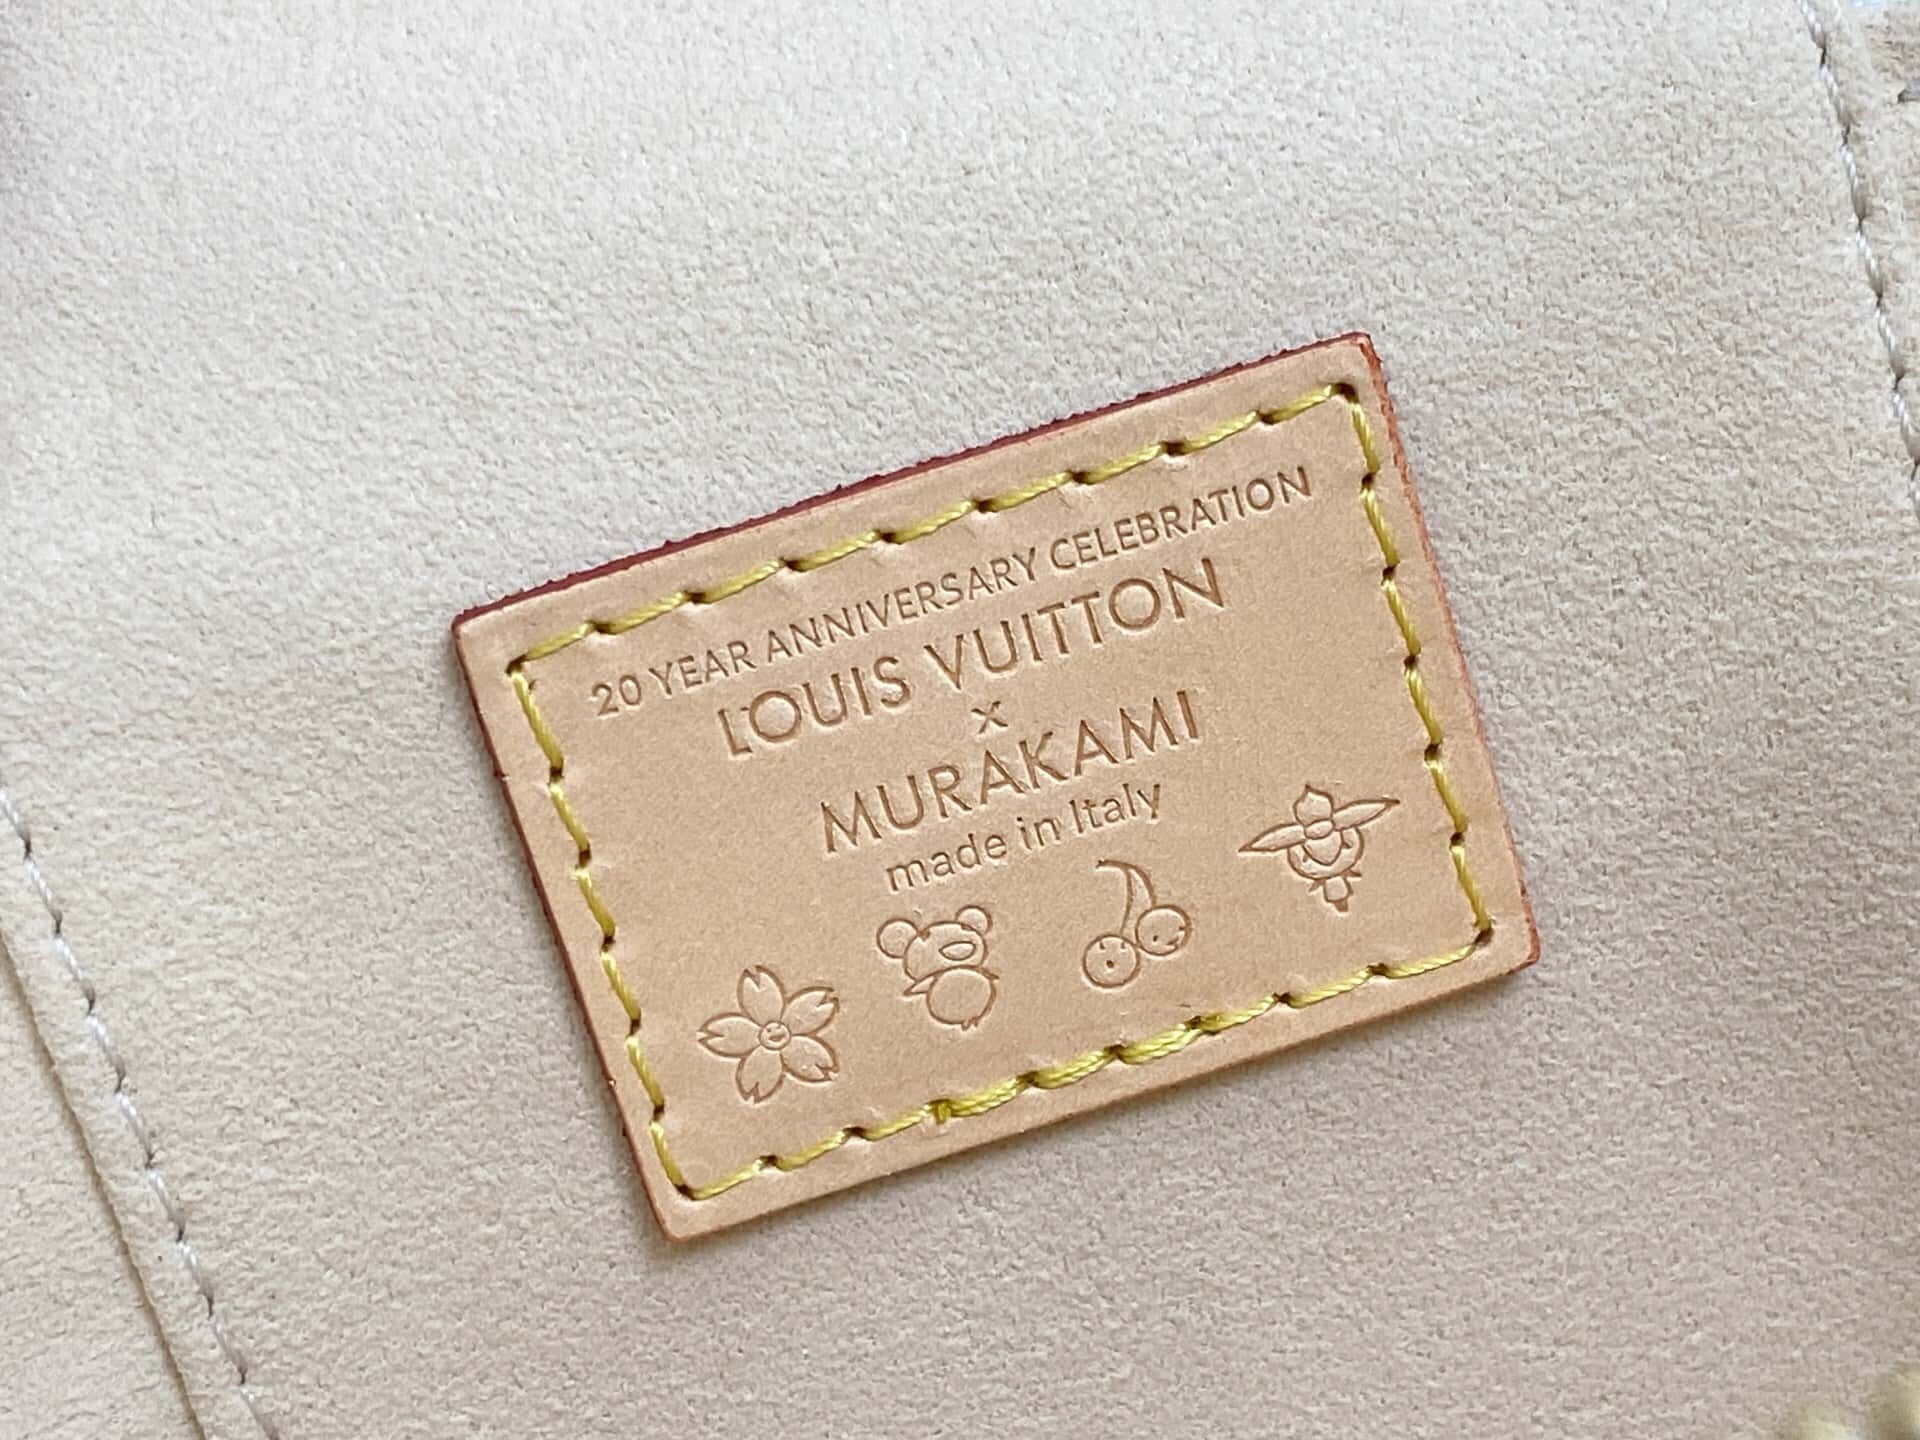 20 YEAR ANNIVERSARY CELEBRATION
LOUIS VUITTON
x
MURAKAMI
made in Italy